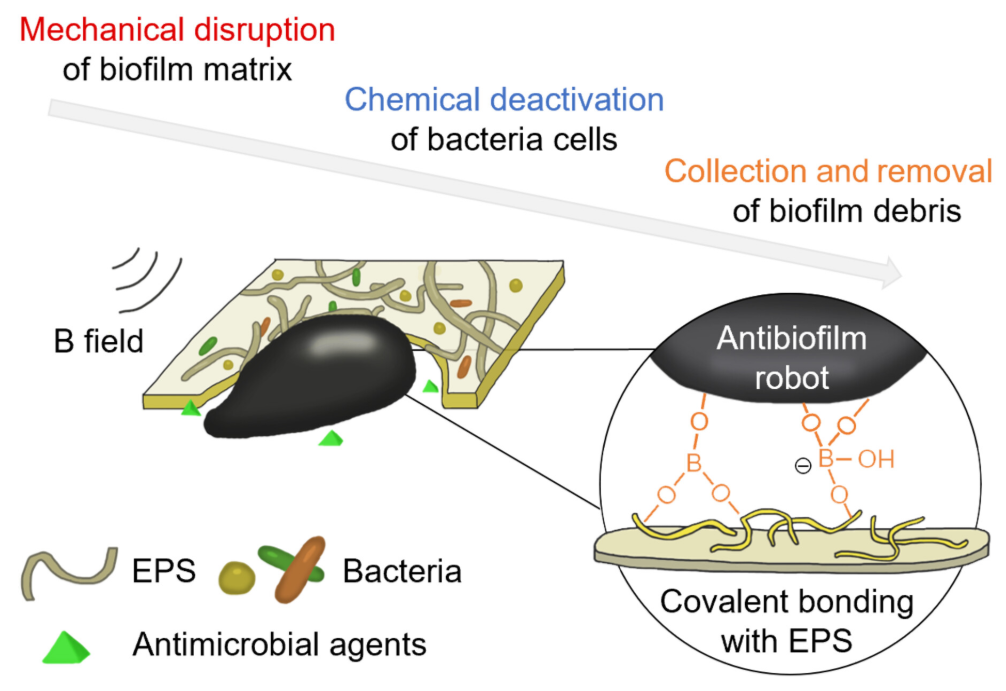 Mechanical disruption
of biofilm matrix
Chemical deactivation
of bacteria cells
Collection and removal
of biofilm debris
B field
Antibiofilm
robot
O
O
O
B
⊖
B
OH
O
O
O
EPS
Bacteria
Antimicrobial agents
Covalent bonding
with EPS